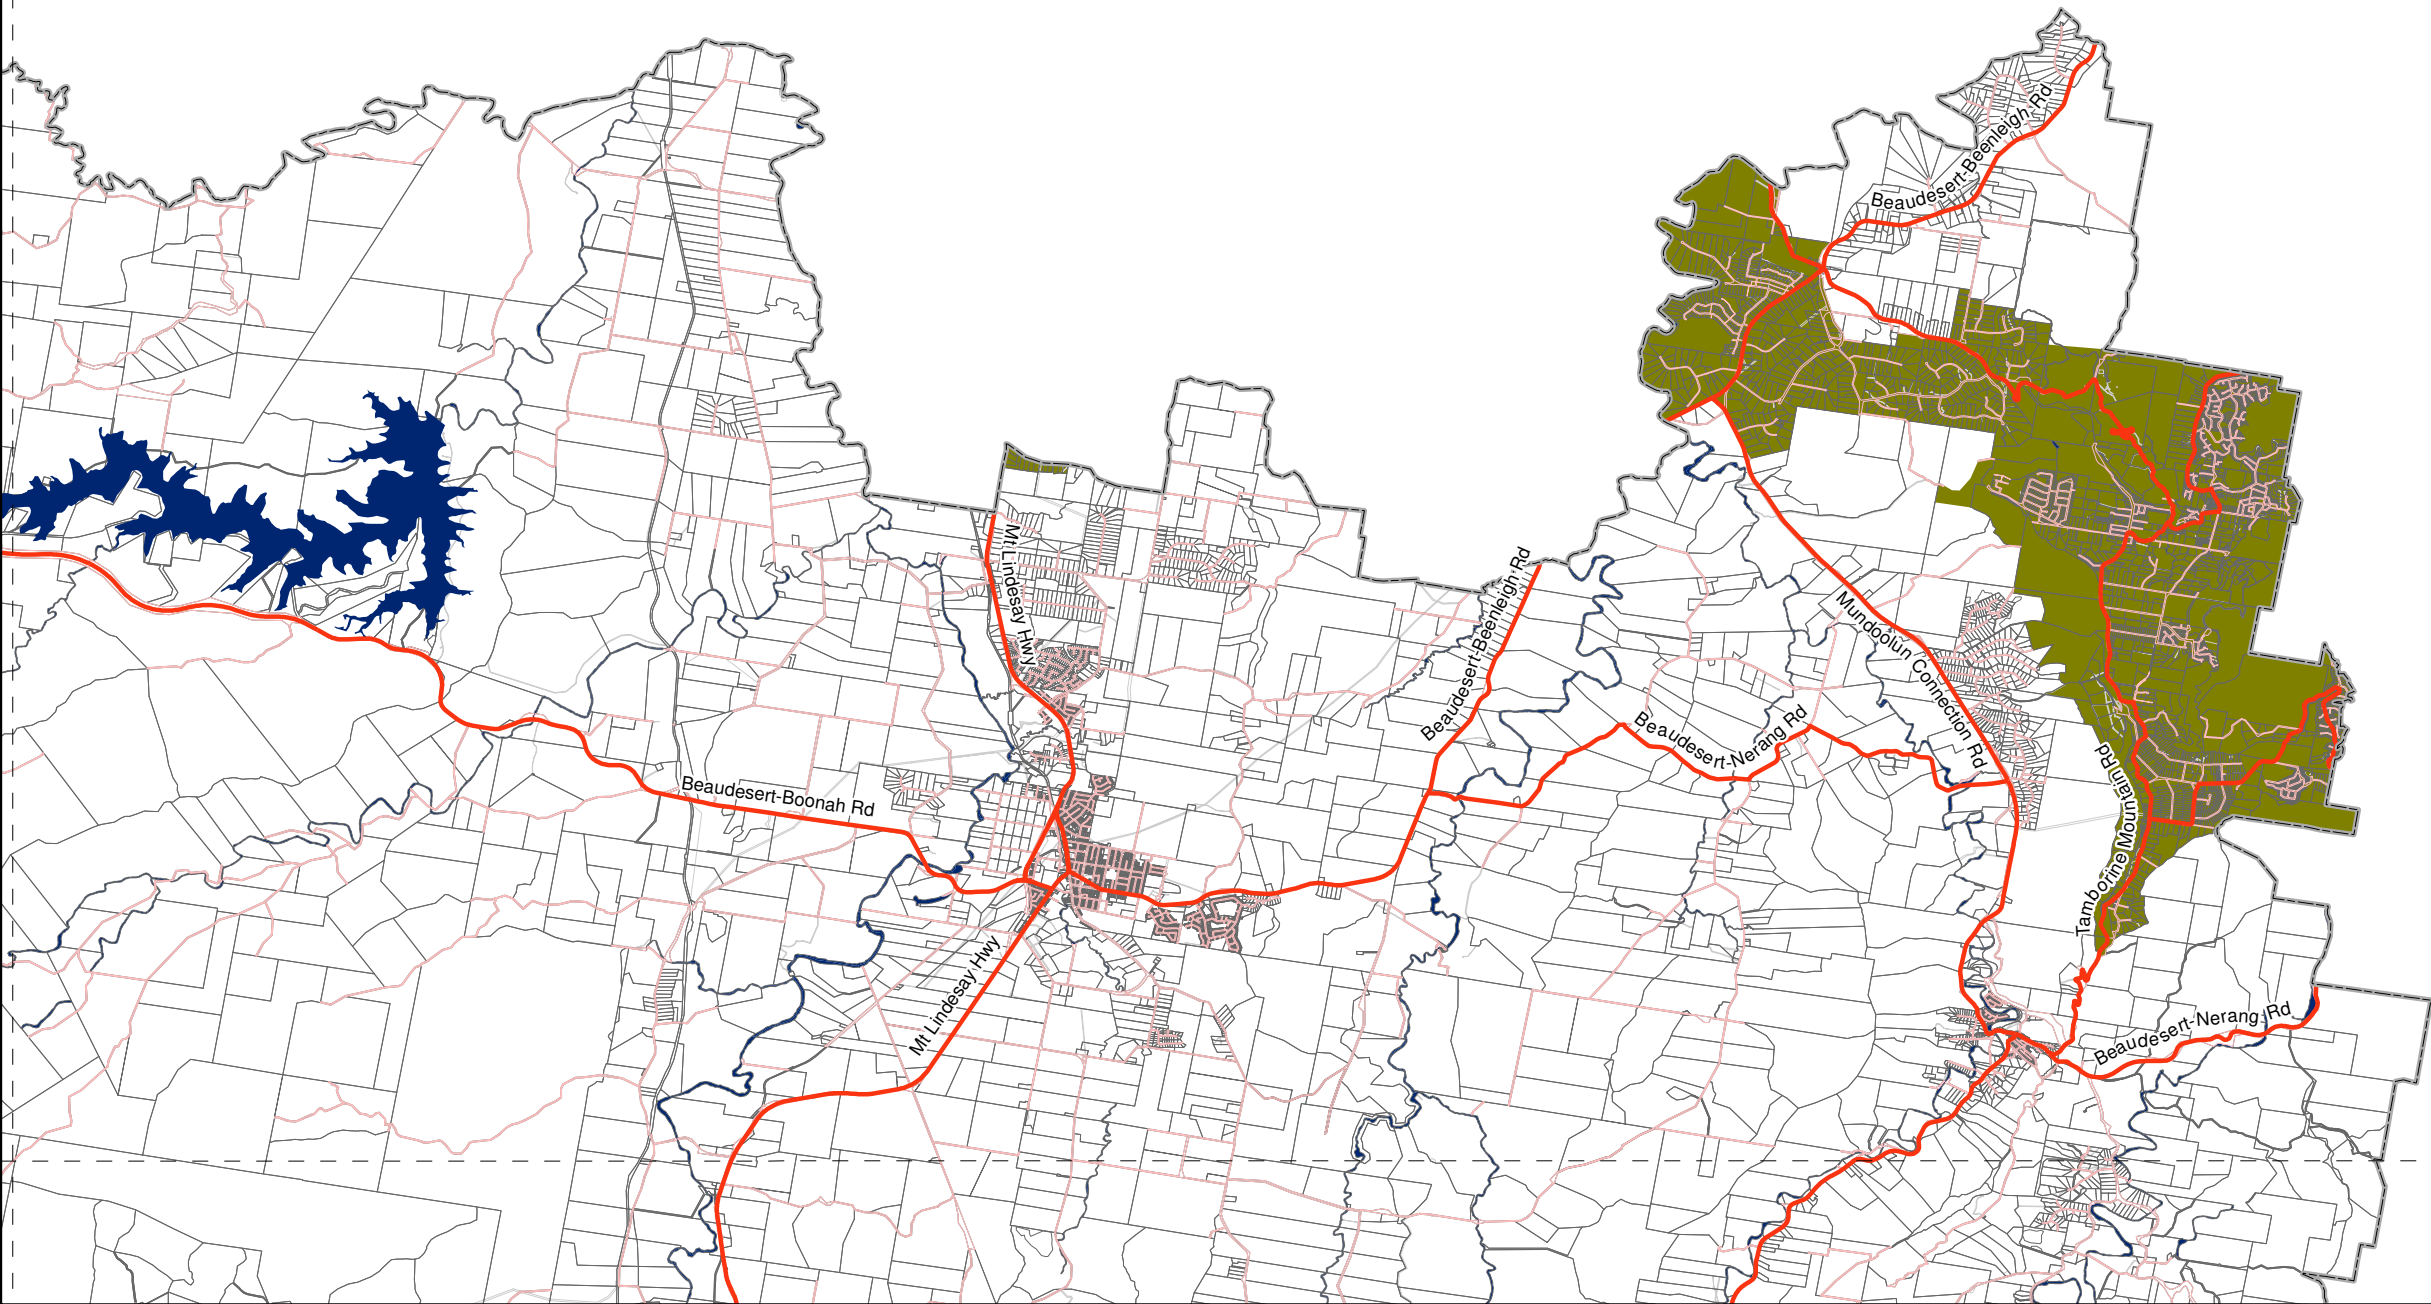 Beaudesert-Beenleigh Rd
Mt Lindesay Hwy
Beaudesert-Beenleigh Rd
Mundoolun Connection Rd
Beaudesert-Nerang Rd
Beaudesert-Boonah Rd
Tamborine Mountain Rd
Mt Lindesay Hwy
Beaudesert-Nerang Rd